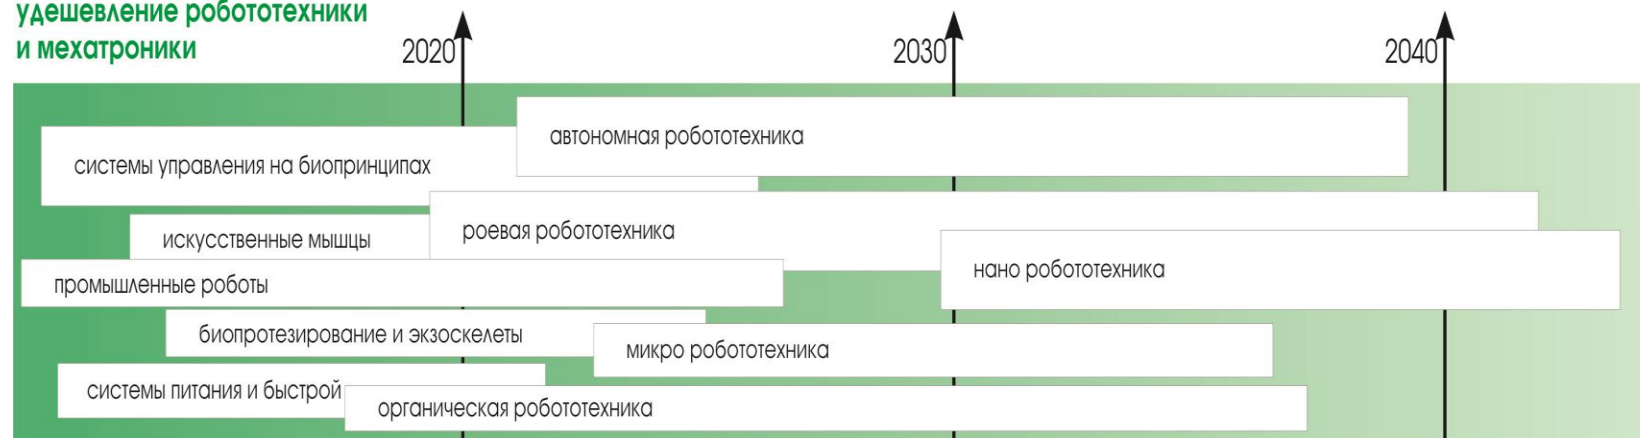 удешевление робототехники
и мехатроники
2020
2030
2040
автономная робототехника
системы управления на биопринципах
роевая робототехника
искусственные мышцы
нано робототехника
промышленные роботы
биопротезирование и экзоскелеты
микро робототехника
системы питания и быстрой
органическая робототехника